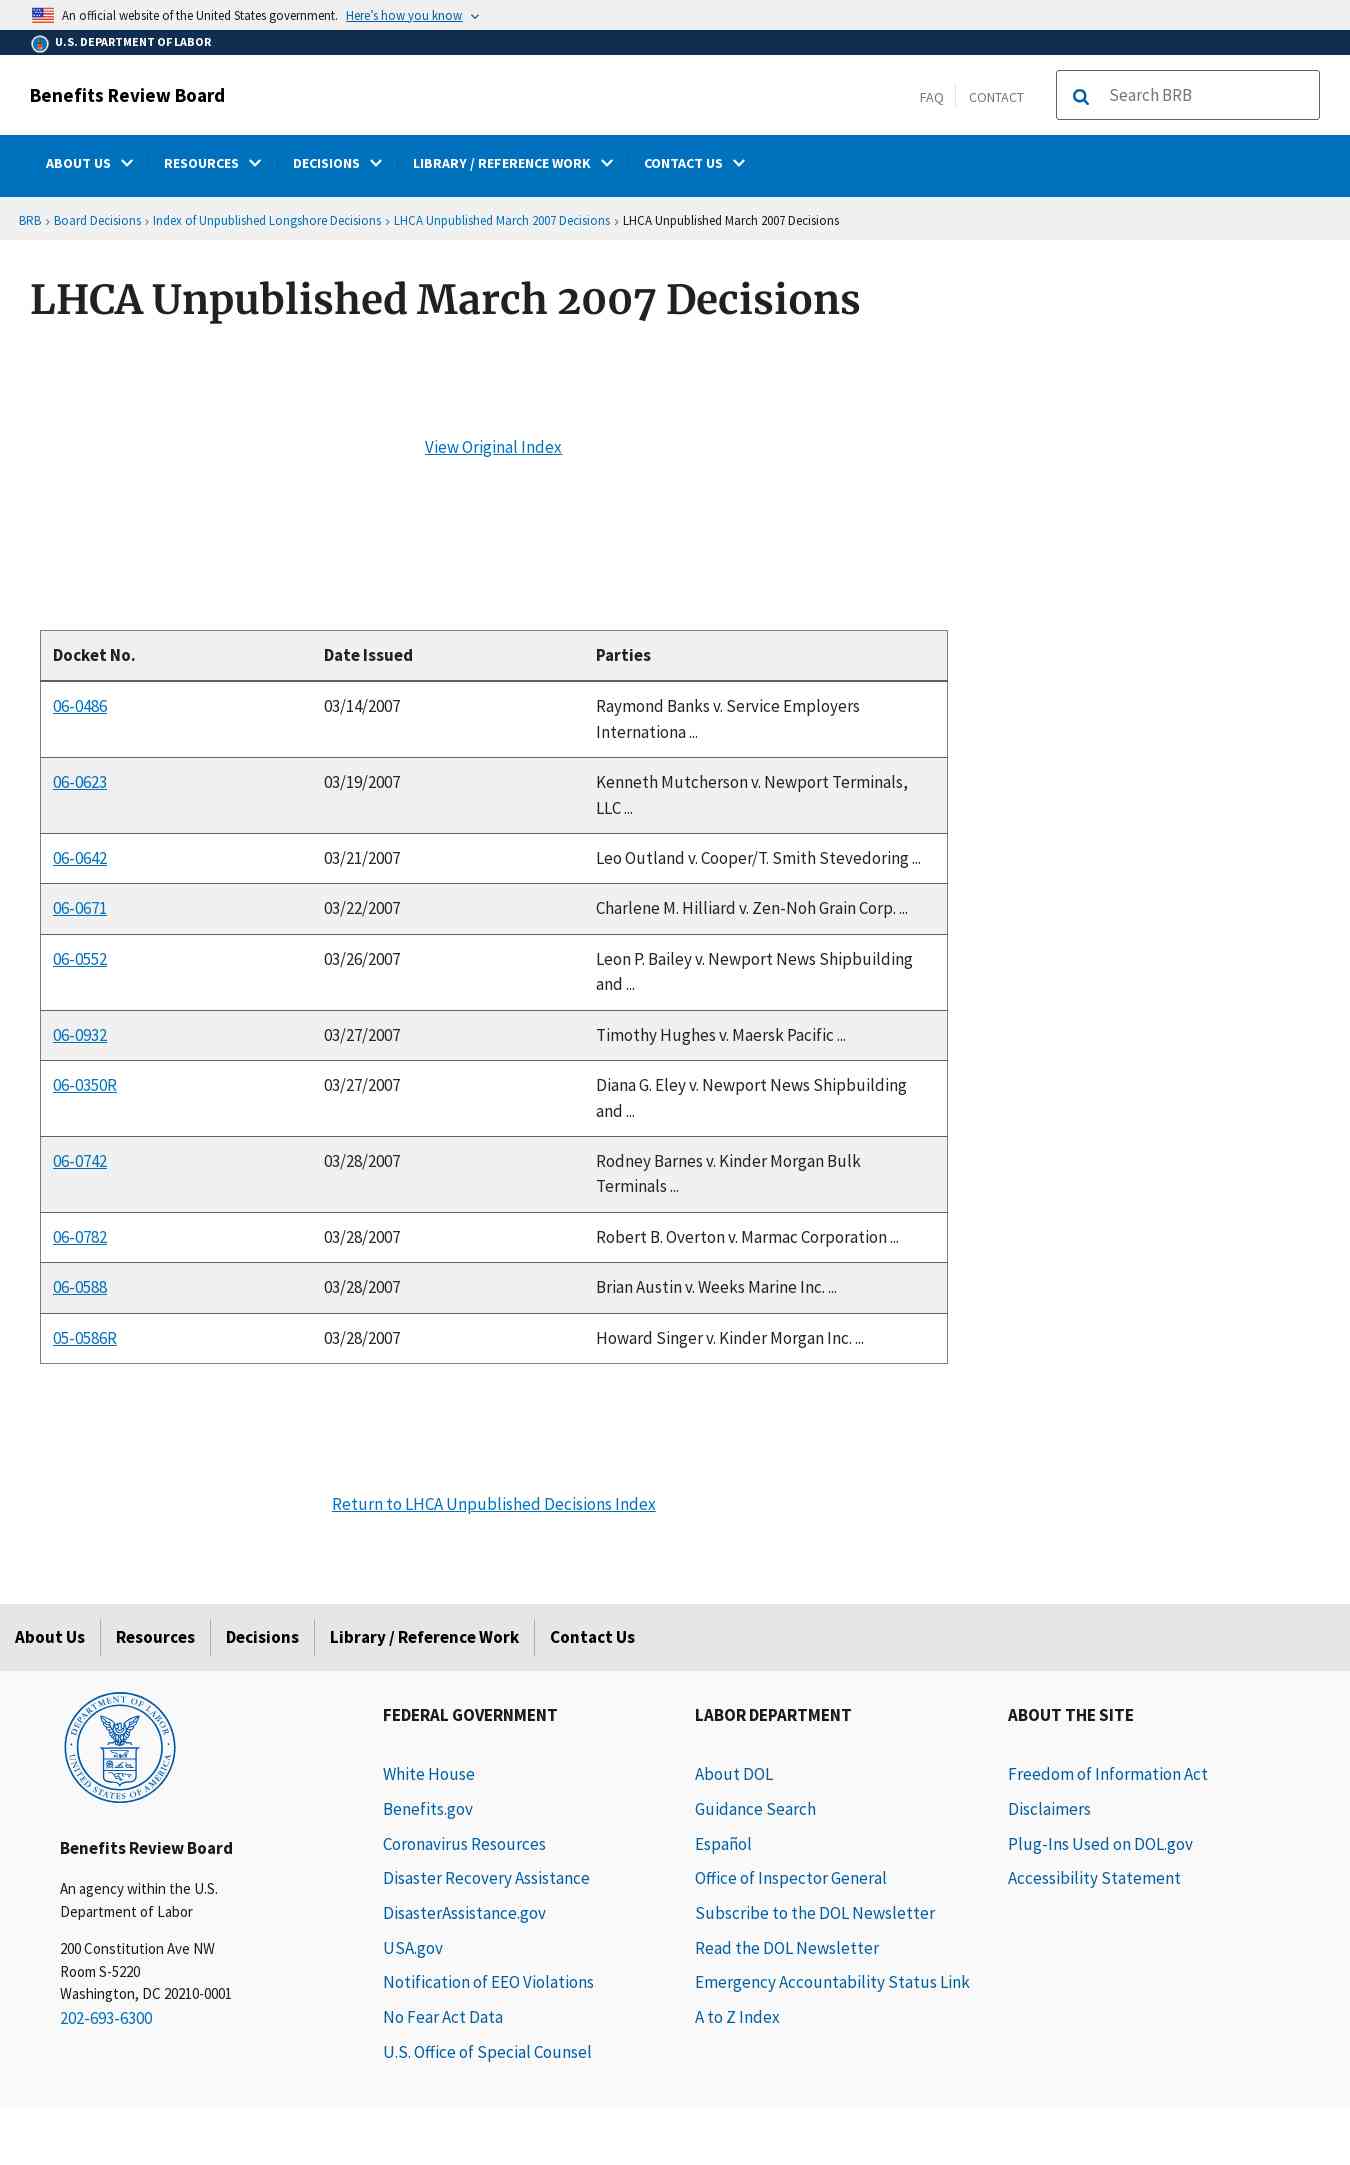 An official website of the United States government. Here's how you know
U.S. DEPARTMENT OF LABOR
Benefits Review Board
FAQ
CONTACT
Search BRB
ABOUT US
RESOURCES
DECISIONS
LIBRARY / REFERENCE WORK
CONTACT US
BRB › Board Decisions › Index of Unpublished Longshore Decisions › LHCA Unpublished March 2007 Decisions › LHCA Unpublished March 2007 Decisions
LHCA Unpublished March 2007 Decisions
View Original Index
Docket No. Date Issued Parties
06-0486 03/14/2007 Raymond Banks v. Service Employers
Internationa ...
06-0623 03/19/2007 Kenneth Mutcherson v. Newport Terminals,
LLC ...
06-0642 03/21/2007 Leo Outland v. Cooper/T. Smith Stevedoring ...
06-0671 03/22/2007 Charlene M. Hilliard v. Zen-Noh Grain Corp. ...
06-0552 03/26/2007 Leon P. Bailey v. Newport News Shipbuilding
and ...
06-0932 03/27/2007 Timothy Hughes v. Maersk Pacific ...
06-0350R 03/27/2007 Diana G. Eley v. Newport News Shipbuilding
and ...
06-0742 03/28/2007 Rodney Barnes v. Kinder Morgan Bulk
Terminals ...
06-0782 03/28/2007 Robert B. Overton v. Marmac Corporation ...
06-0588 03/28/2007 Brian Austin v. Weeks Marine Inc. ...
05-0586R 03/28/2007 Howard Singer v. Kinder Morgan Inc. ...
Return to LHCA Unpublished Decisions Index
About Us
Resources
Decisions
Library / Reference Work
Contact Us
DEPARTMENT OF LABOR
UNITED STATES OF AMERICA
Benefits Review Board
An agency within the U.S.
Department of Labor
200 Constitution Ave NW
Room S-5220
Washington, DC 20210-0001
202-693-6300
FEDERAL GOVERNMENT
White House
Benefits.gov
Coronavirus Resources
Disaster Recovery Assistance
DisasterAssistance.gov
USA.gov
Notification of EEO Violations
No Fear Act Data
U.S. Office of Special Counsel
LABOR DEPARTMENT
About DOL
Guidance Search
Español
Office of Inspector General
Subscribe to the DOL Newsletter
Read the DOL Newsletter
Emergency Accountability Status Link
A to Z Index
ABOUT THE SITE
Freedom of Information Act
Disclaimers
Plug-Ins Used on DOL.gov
Accessibility Statement